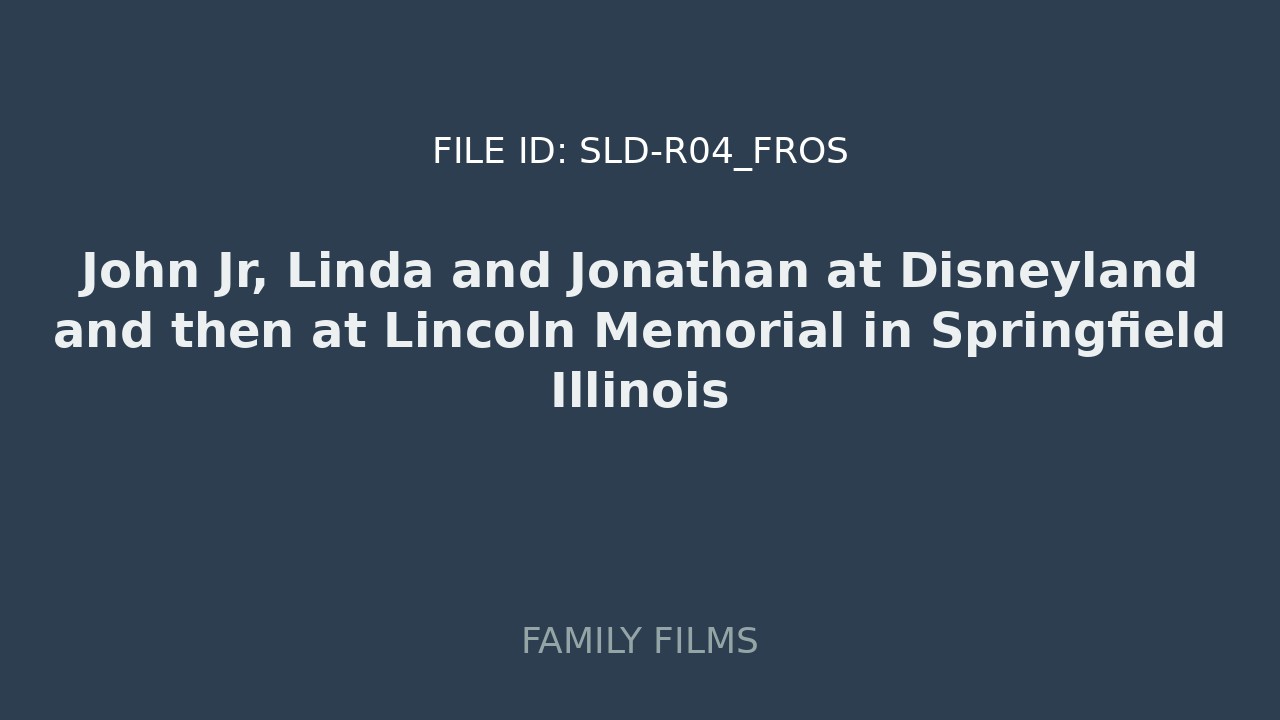 FILE ID: SLD-R04_FROS
John Jr, Linda and Jonathan at Disneyland
and then at Lincoln Memorial in Springfield
Illinois
FAMILY FILMS